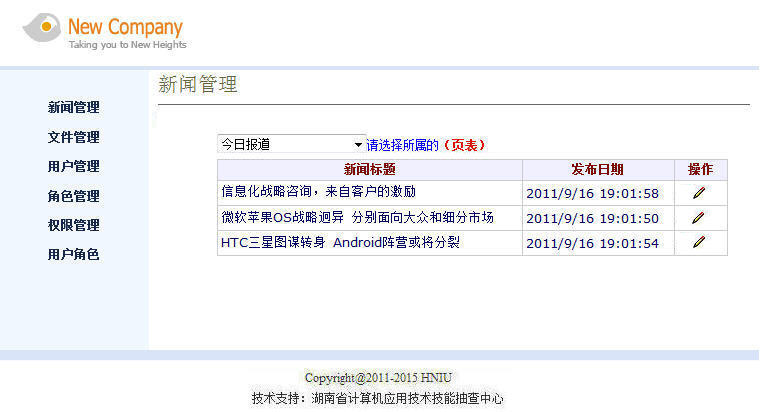 New Company
Taking you to New Heights
新闻管理
文件管理
用户管理
角色管理
权限管理
用户角色
新闻管理
今日报道 请选择所属的（页表）
新闻标题 发布日期 操作
信息化战略咨询，来自客户的激励 2011/9/16 19:01:58
微软苹果OS战略迥异 分别面向大众和细分市场 2011/9/16 19:01:50
HTC三星图谋转身 Android阵营或将分裂 2011/9/16 19:01:54
Copyright@2011-2015 HNIU
技术支持：湖南省计算机应用技术技能抽查中心